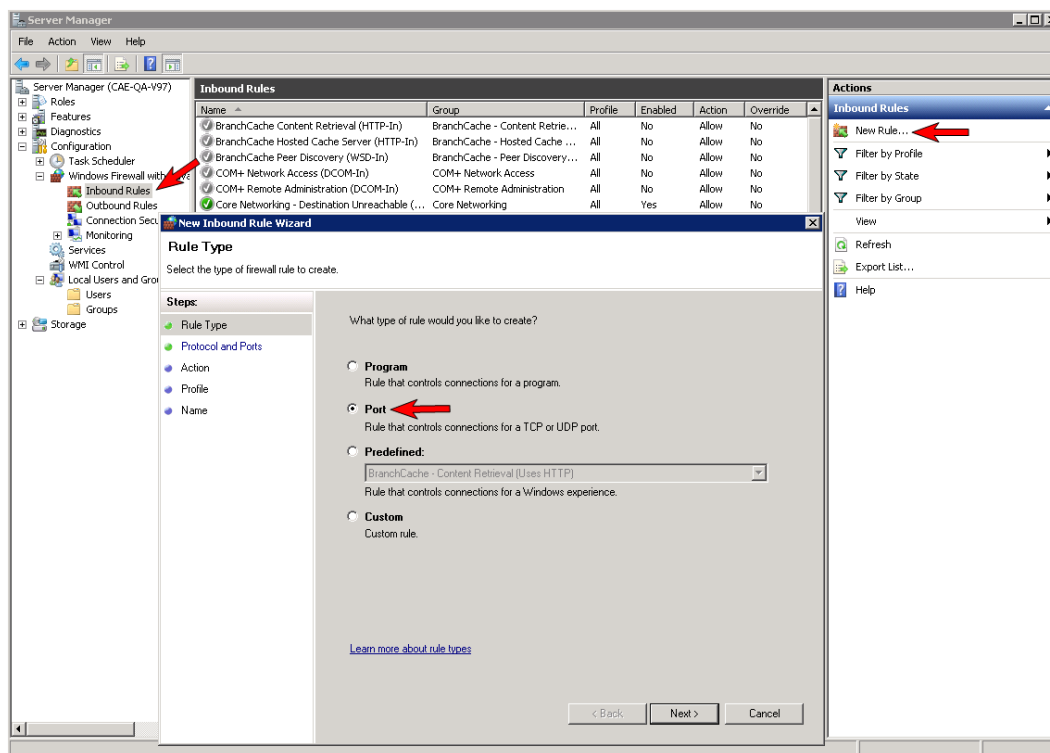 Server Manager
File Action View Help
Server Manager (CAE-QA-V97)
Roles
Features
Diagnostics
Configuration
Task Scheduler
Windows Firewall with
Inbound Rules
Outbound Rules
Connection Secu
Monitoring
Services
WMI Control
Local Users and Gro
Users
Groups
Storage
Inbound Rules
Name Group Profile Enabled Action Override
BranchCache Content Retrieval (HTTP-In) BranchCache - Content Retrie... All No Allow No
BranchCache Hosted Cache Server (HTTP-In) BranchCache - Hosted Cache ... All No Allow No
BranchCache Peer Discovery (WSD-In) BranchCache - Peer Discovery... All No Allow No
COM+ Network Access (DCOM-In) COM+ Network Access All No Allow No
COM+ Remote Administration (DCOM-In) COM+ Remote Administration All No Allow No
Core Networking - Destination Unreachable (... Core Networking All Yes Allow No
Actions
Inbound Rules
New Rule...
Filter by Profile
Filter by State
Filter by Group
View
Refresh
Export List...
Help
New Inbound Rule Wizard
Rule Type
Select the type of firewall rule to create.
Steps:
Rule Type
Protocol and Ports
Action
Profile
Name
What type of rule would you like to create?
Program
Rule that controls connections for a program.
Port
Rule that controls connections for a TCP or UDP port.
Predefined:
BranchCache - Content Retrieval (Uses HTTP)
Rule that controls connections for a Windows experience.
Custom
Custom rule.
Learn more about rule types
< Back Next > Cancel